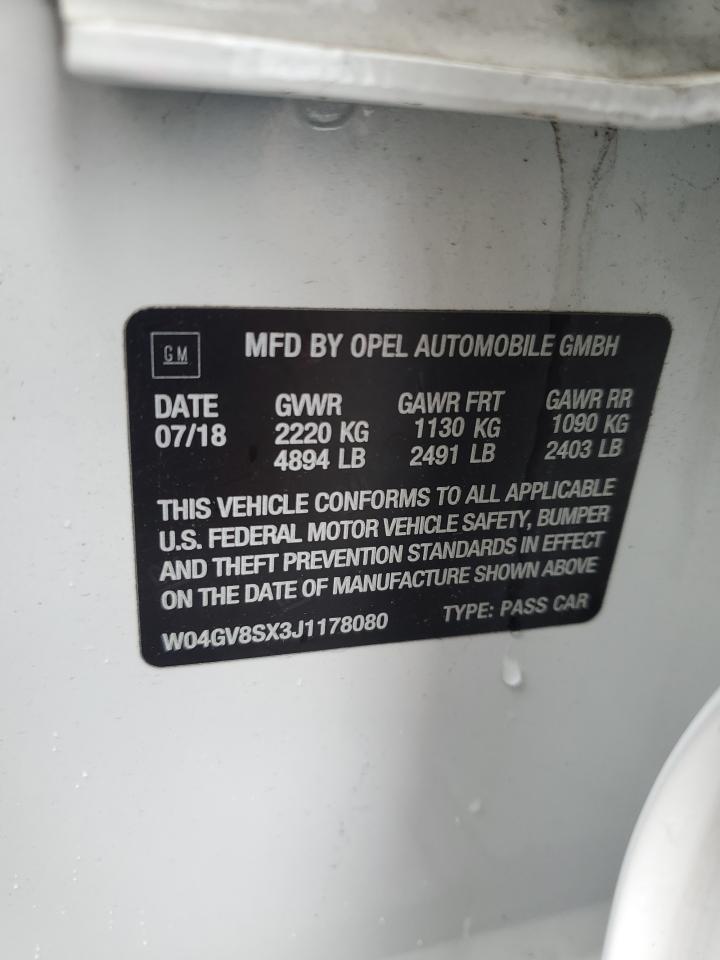 GM
MFD BY OPEL AUTOMOBILE GMBH
DATE GVWR GAWR FRT GAWR RR
07/18 2220 KG 1130 KG 1090 KG
4894 LB 2491 LB 2403 LB
THIS VEHICLE CONFORMS TO ALL APPLICABLE
U.S. FEDERAL MOTOR VEHICLE SAFETY, BUMPER
AND THEFT PREVENTION STANDARDS IN EFFECT
ON THE DATE OF MANUFACTURE SHOWN ABOVE
W04GV8SX3J1178080 TYPE: PASS CAR